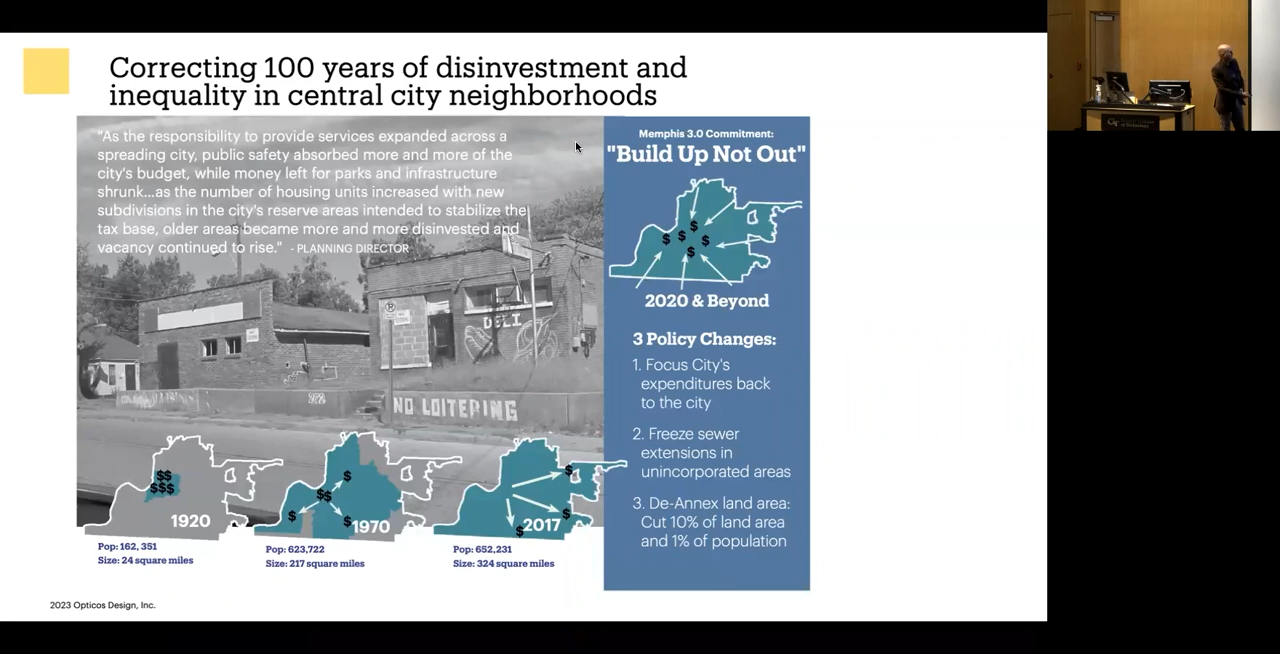 Correcting 100 years of disinvestment and
inequality in central city neighborhoods
"As the responsibility to provide services expanded across a
spreading city, public safety absorbed more and more of the
city's budget, while money left for parks and infrastructure
shrunk...as the number of housing units increased with new
subdivisions in the city's reserve areas intended to stabilize the
tax base, older areas became more and more disinvested and
vacancy continued to rise." - PLANNING DIRECTOR
DELI
NO LOITERING
$$
$$$
1920
Pop: 162, 351
Size: 24 square miles
$
$$
$
$
1970
Pop: 623,722
Size: 217 square miles
$
$
$
2017
Pop: 652,231
Size: 324 square miles
Memphis 3.0 Commitment:
"Build Up Not Out"
$
$
$
$
$
2020 & Beyond
3 Policy Changes:
1. Focus City's
expenditures back
to the city
2. Freeze sewer
extensions in
unincorporated areas
3. De-Annex land area:
Cut 10% of land area
and 1% of population
2023 Opticos Design, Inc.